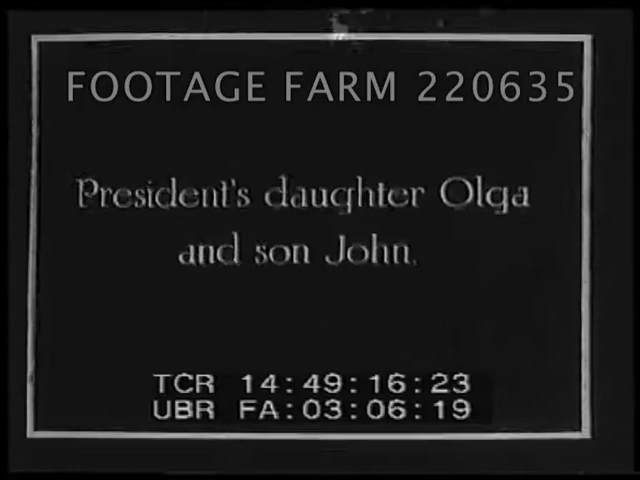 FOOTAGE FARM 220635
President's daughter Olga
and son John.
TCR 14:49:16:23
UBR FA:03:06:19